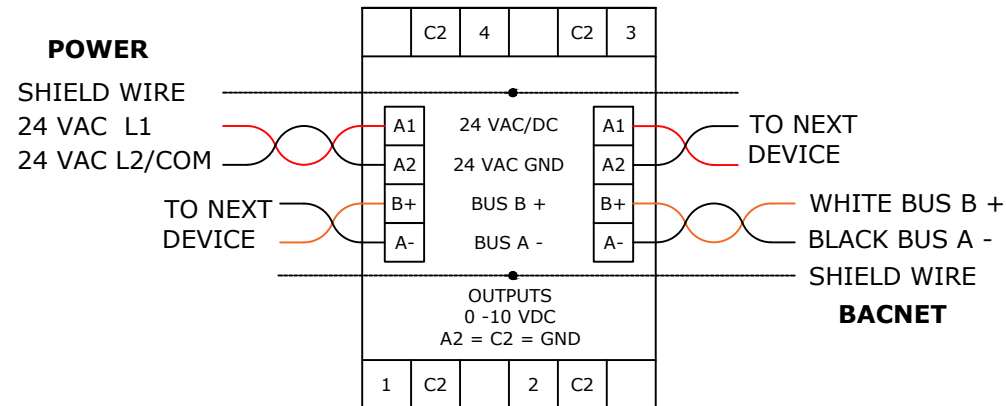 C2 4 C2 3
POWER
SHIELD WIRE
24 VAC L1
24 VAC L2/COM
A1 24 VAC/DC A1
A2 24 VAC GND A2
B+ BUS B + B+
A- BUS A - A-
TO NEXT
DEVICE
TO NEXT
DEVICE
WHITE BUS B +
BLACK BUS A -
SHIELD WIRE
BACNET
OUTPUTS
0 -10 VDC
A2 = C2 = GND
1 C2 2 C2